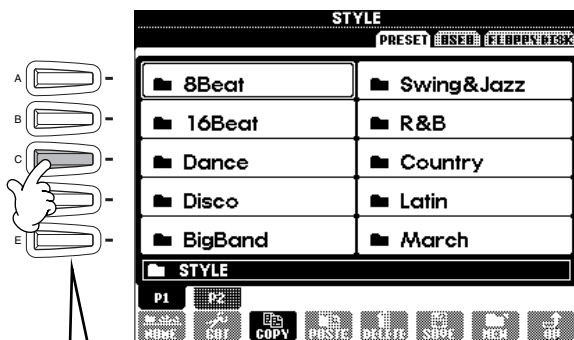 STYLE
PRESET USER FLOPPY DISK
A 8Beat Swing&Jazz
B 16Beat R&B
C Dance Country
Disco Latin
E BigBand March
STYLE
P1 P2
NAME CUT COPY PASTE DELETE SAVE NEW UP